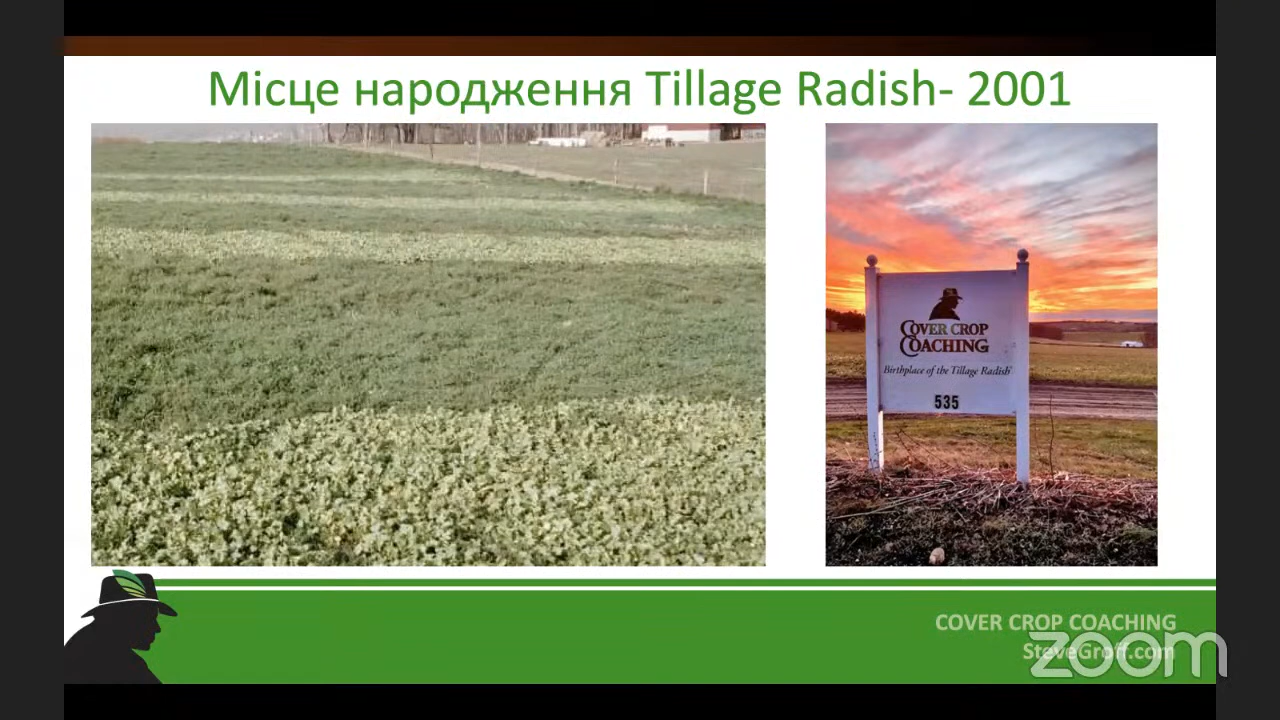 Місце народження Tillage Radish- 2001
COVER CROP
COACHING
Birthplace of the Tillage Radish®
535
COVER CROP COACHING
SteveGroff.com
zoom